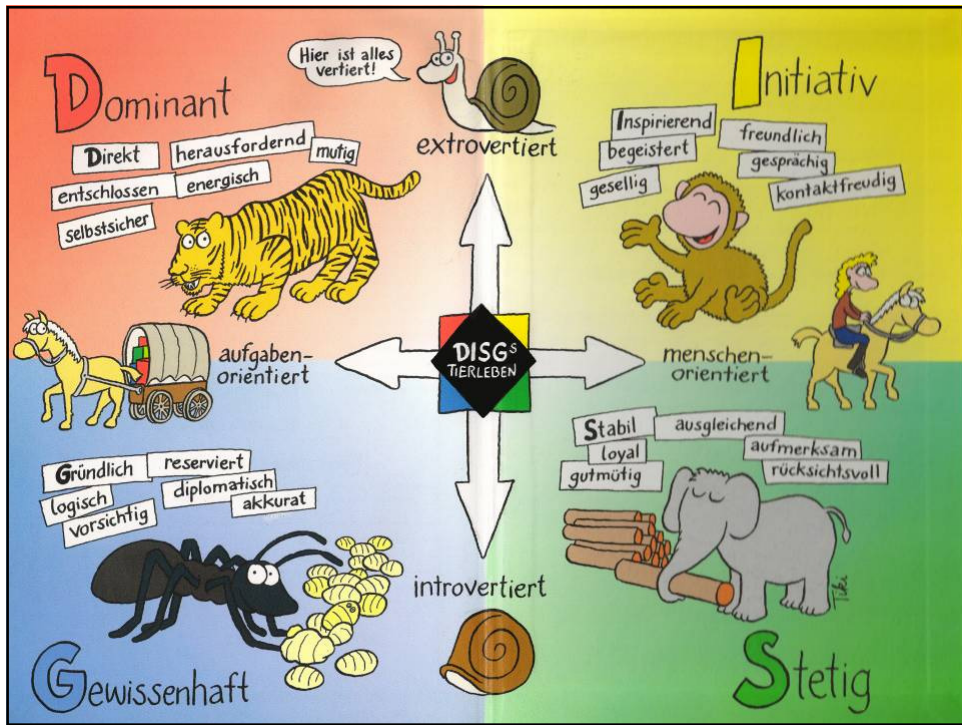 Dominant
Direkt
herausfordernd
mutig
entschlossen
energisch
selbstsicher
Hier ist alles
vertiert!
extrovertiert
Initiativ
Inspirierend
freundlich
begeistert
gesprächig
gesellig
kontaktfreudig
aufgaben-
orientiert
DISGs
TIERLEBEN
menschen-
orientiert
Gründlich
reserviert
logisch
diplomatisch
vorsichtig
akkurat
Gewissenhaft
introvertiert
Stabil
ausgleichend
loyal
aufmerksam
gutmütig
rücksichtsvoll
Tiki
Stetig